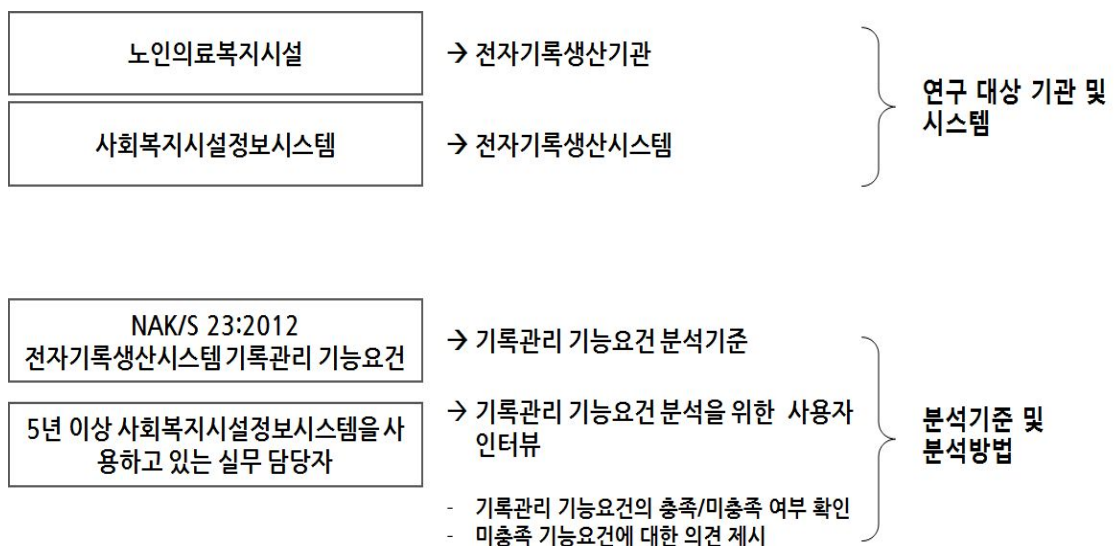 노인의료복지시설
→ 전자기록생산기관
사회복지시설정보시스템
→ 전자기록생산시스템
연구 대상 기관 및
시스템
NAK/S 23:2012
전자기록생산시스템 기록관리 기능요건
→ 기록관리 기능요건 분석기준
5년 이상 사회복지시설정보시스템을 사
용하고 있는 실무 담당자
→ 기록관리 기능요건 분석을 위한 사용자
인터뷰
- 기록관리 기능요건의 충족/미충족 여부 확인
- 미충족 기능요건에 대한 의견 제시
분석기준 및
분석방법